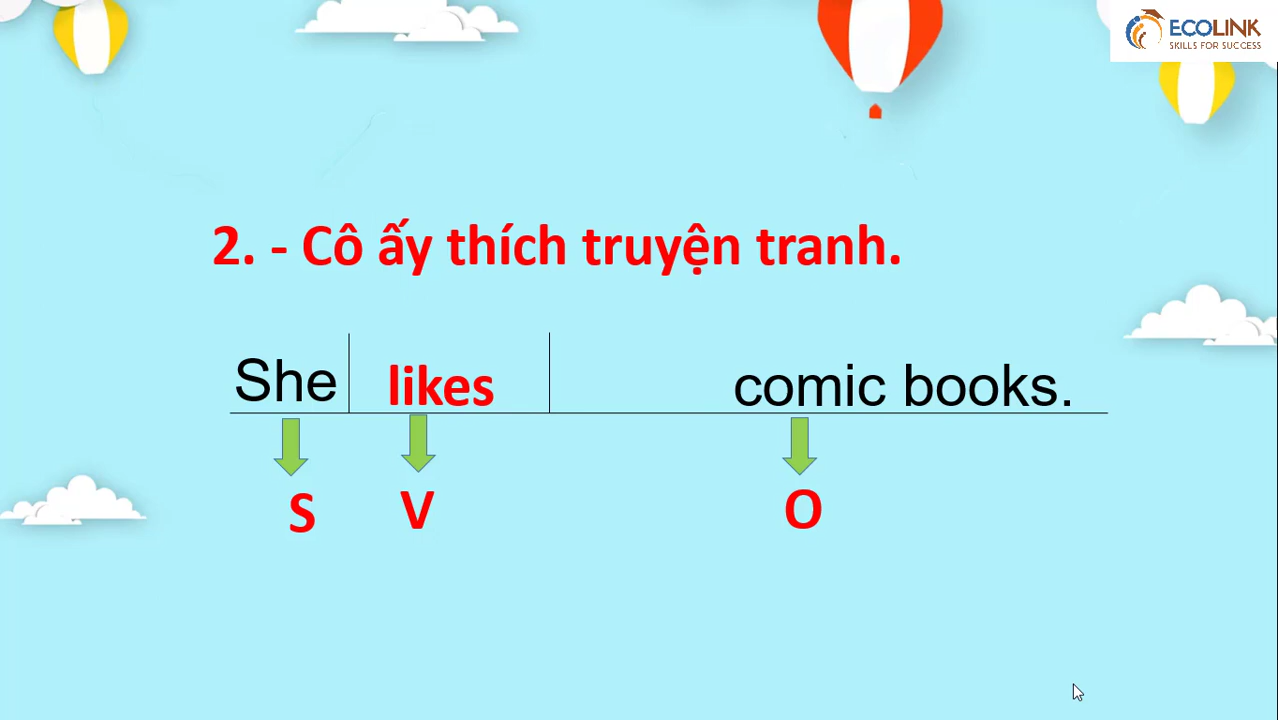 ECOLINK
SKILLS FOR SUCCESS
2. - Cô ấy thích truyện tranh.
She likes comic books.
S V O